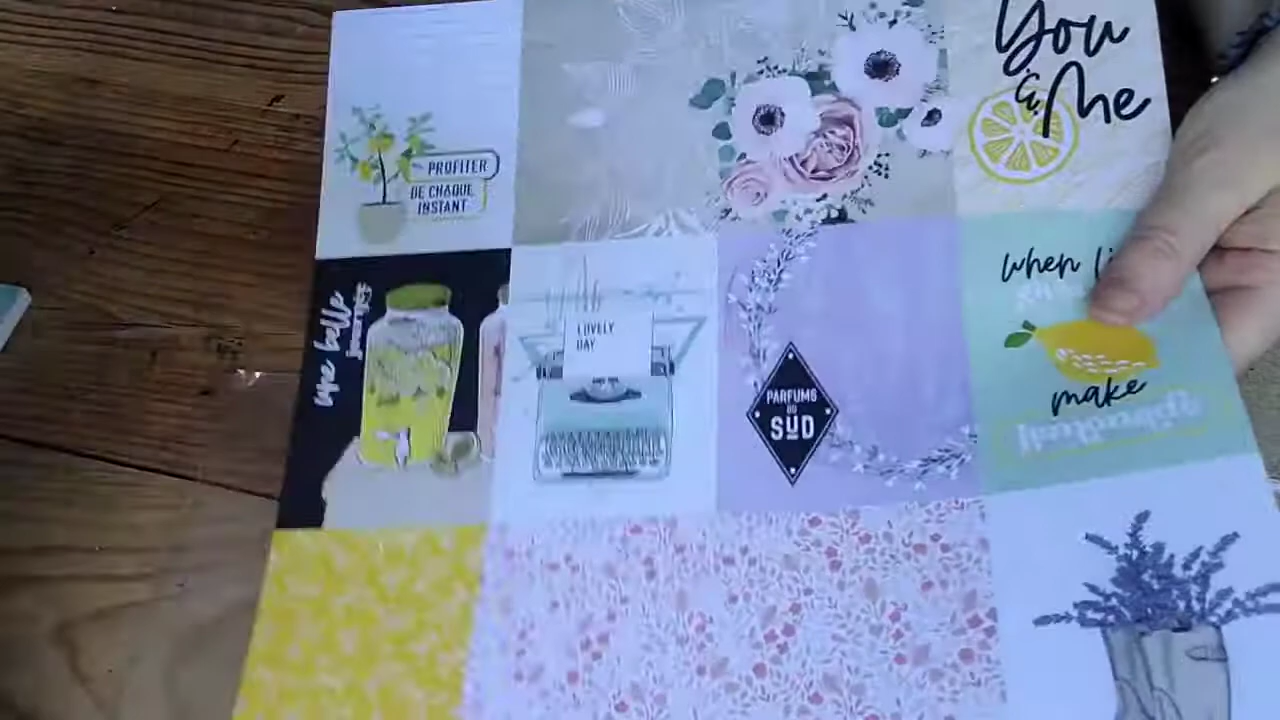 You
& Me
PROFITER
DE CHAQUE
INSTANT
when li
make
une belle
LOVELY
DAY
PARFUMS
DU
SUD